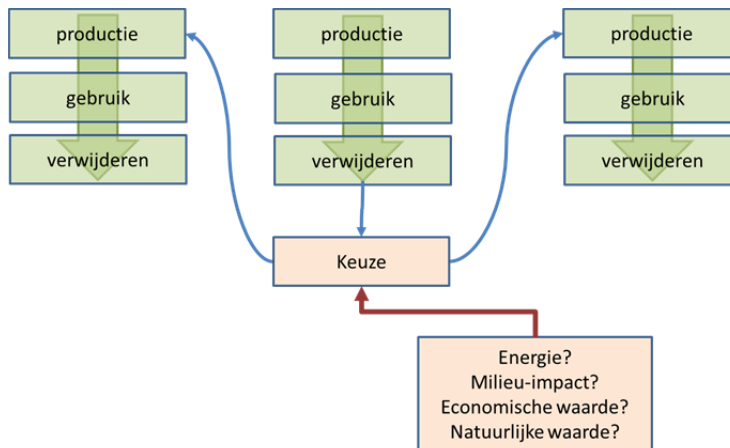 productie
gebruik
verwijderen
productie
gebruik
verwijderen
productie
gebruik
verwijderen
Keuze
Energie?
Milieu-impact?
Economische waarde?
Natuurlijke waarde?